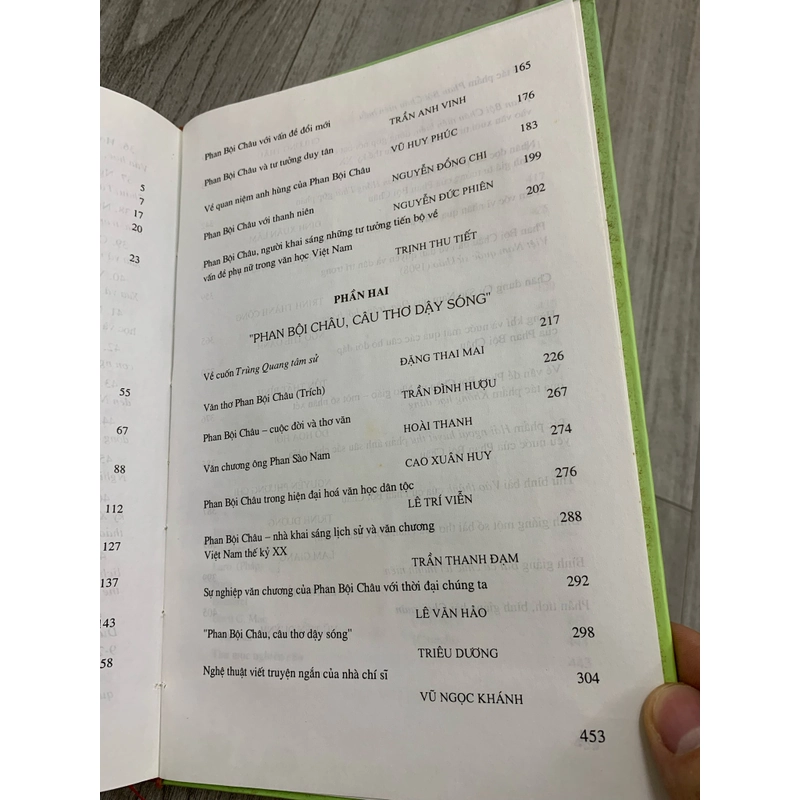 5
7
17
20
23
55
67
88
112
127
137
143
58
Phan Bội Châu với vấn đề đổi mới 165
TRẦN ANH VINH
Phan Bội Châu và tư tưởng duy tân 176
VŨ HUY PHÚC
Về quan niệm anh hùng của Phan Bội Châu 183
NGUYỄN ĐỔNG CHI
Phan Bội Châu với thanh niên 199
NGUYỄN ĐỨC PHIÊN
Phan Bội Châu, người khai sáng những tư tưởng tiến bộ về
vấn đề phụ nữ trong văn học Việt Nam 202
TRỊNH THU TIẾT
PHẦN HAI
"PHAN BỘI CHÂU, CÂU THƠ DẬY SÓNG"
Về cuốn Trùng Quang tâm sử 217
ĐẶNG THAI MAI
Văn thơ Phan Bội Châu (Trích) 226
TRẦN ĐÌNH HƯỢU
Phan Bội Châu – cuộc đời và thơ văn 267
HOÀI THANH
Văn chương ông Phan Sào Nam 274
CAO XUÂN HUY
Phan Bội Châu trong hiện đại hoá văn học dân tộc 276
LÊ TRÍ VIỄN
Phan Bội Châu – nhà khai sáng lịch sử và văn chương
Việt Nam thế kỷ XX 288
TRẦN THANH ĐẠM
Sự nghiệp văn chương của Phan Bội Châu với thời đại chúng ta 292
LÊ VĂN HẢO
"Phan Bội Châu, câu thơ dậy sóng" 298
TRIÊU DƯƠNG
Nghệ thuật viết truyện ngắn của nhà chí sĩ 304
VŨ NGỌC KHÁNH
453